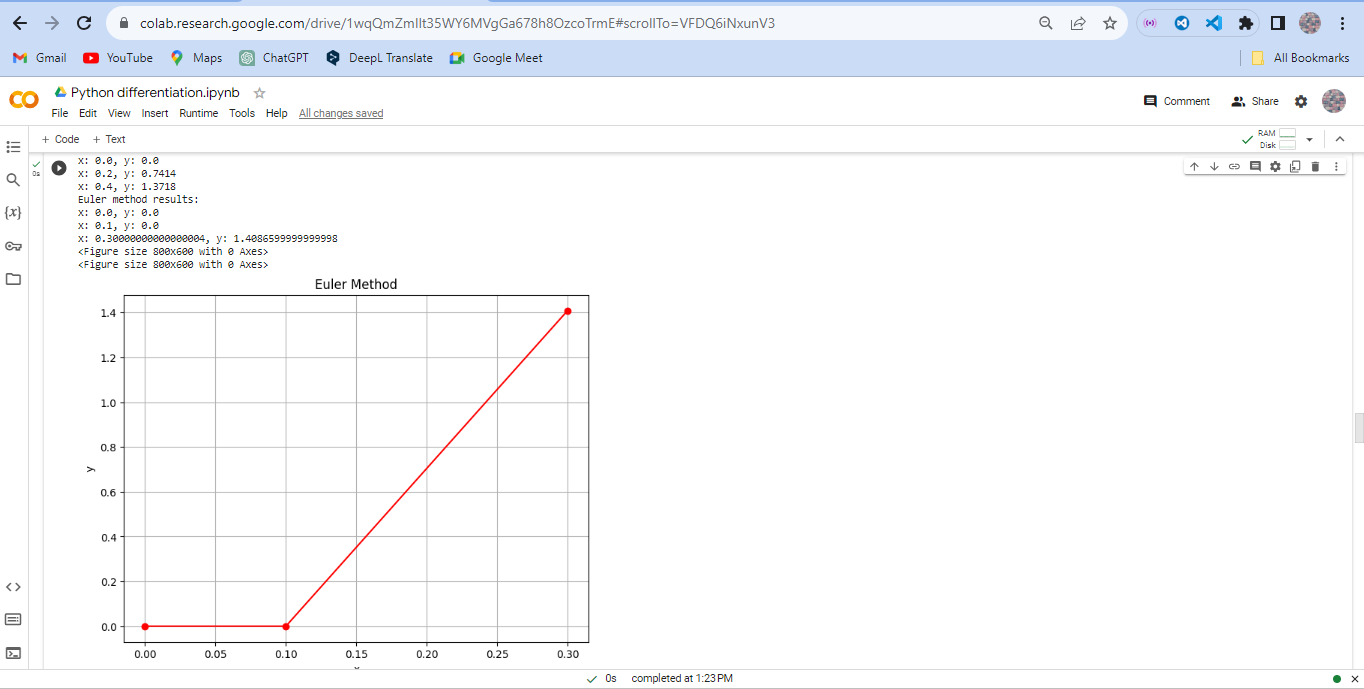 colab.research.google.com/drive/1wqQmZmlIt35WY6MVgGa678h8OzcoTrmE#scrollTo=VFDQ6iNxunV3
Gmail YouTube Maps ChatGPT DeepL Translate Google Meet All Bookmarks
Python differentiation.ipynb
File Edit View Insert Runtime Tools Help All changes saved
Comment Share
+ Code + Text
RAM
Disk
0s
x: 0.0, y: 0.0
x: 0.2, y: 0.7414
x: 0.4, y: 1.3718
Euler method results:
x: 0.0, y: 0.0
x: 0.1, y: 0.0
x: 0.30000000000000004, y: 1.4086599999999998
<Figure size 800x600 with 0 Axes>
<Figure size 800x600 with 0 Axes>
Euler Method
1.4
1.2
1.0
0.8
y
0.6
0.4
0.2
0.0
0.00 0.05 0.10 0.15 0.20 0.25 0.30
0s completed at 1:23 PM